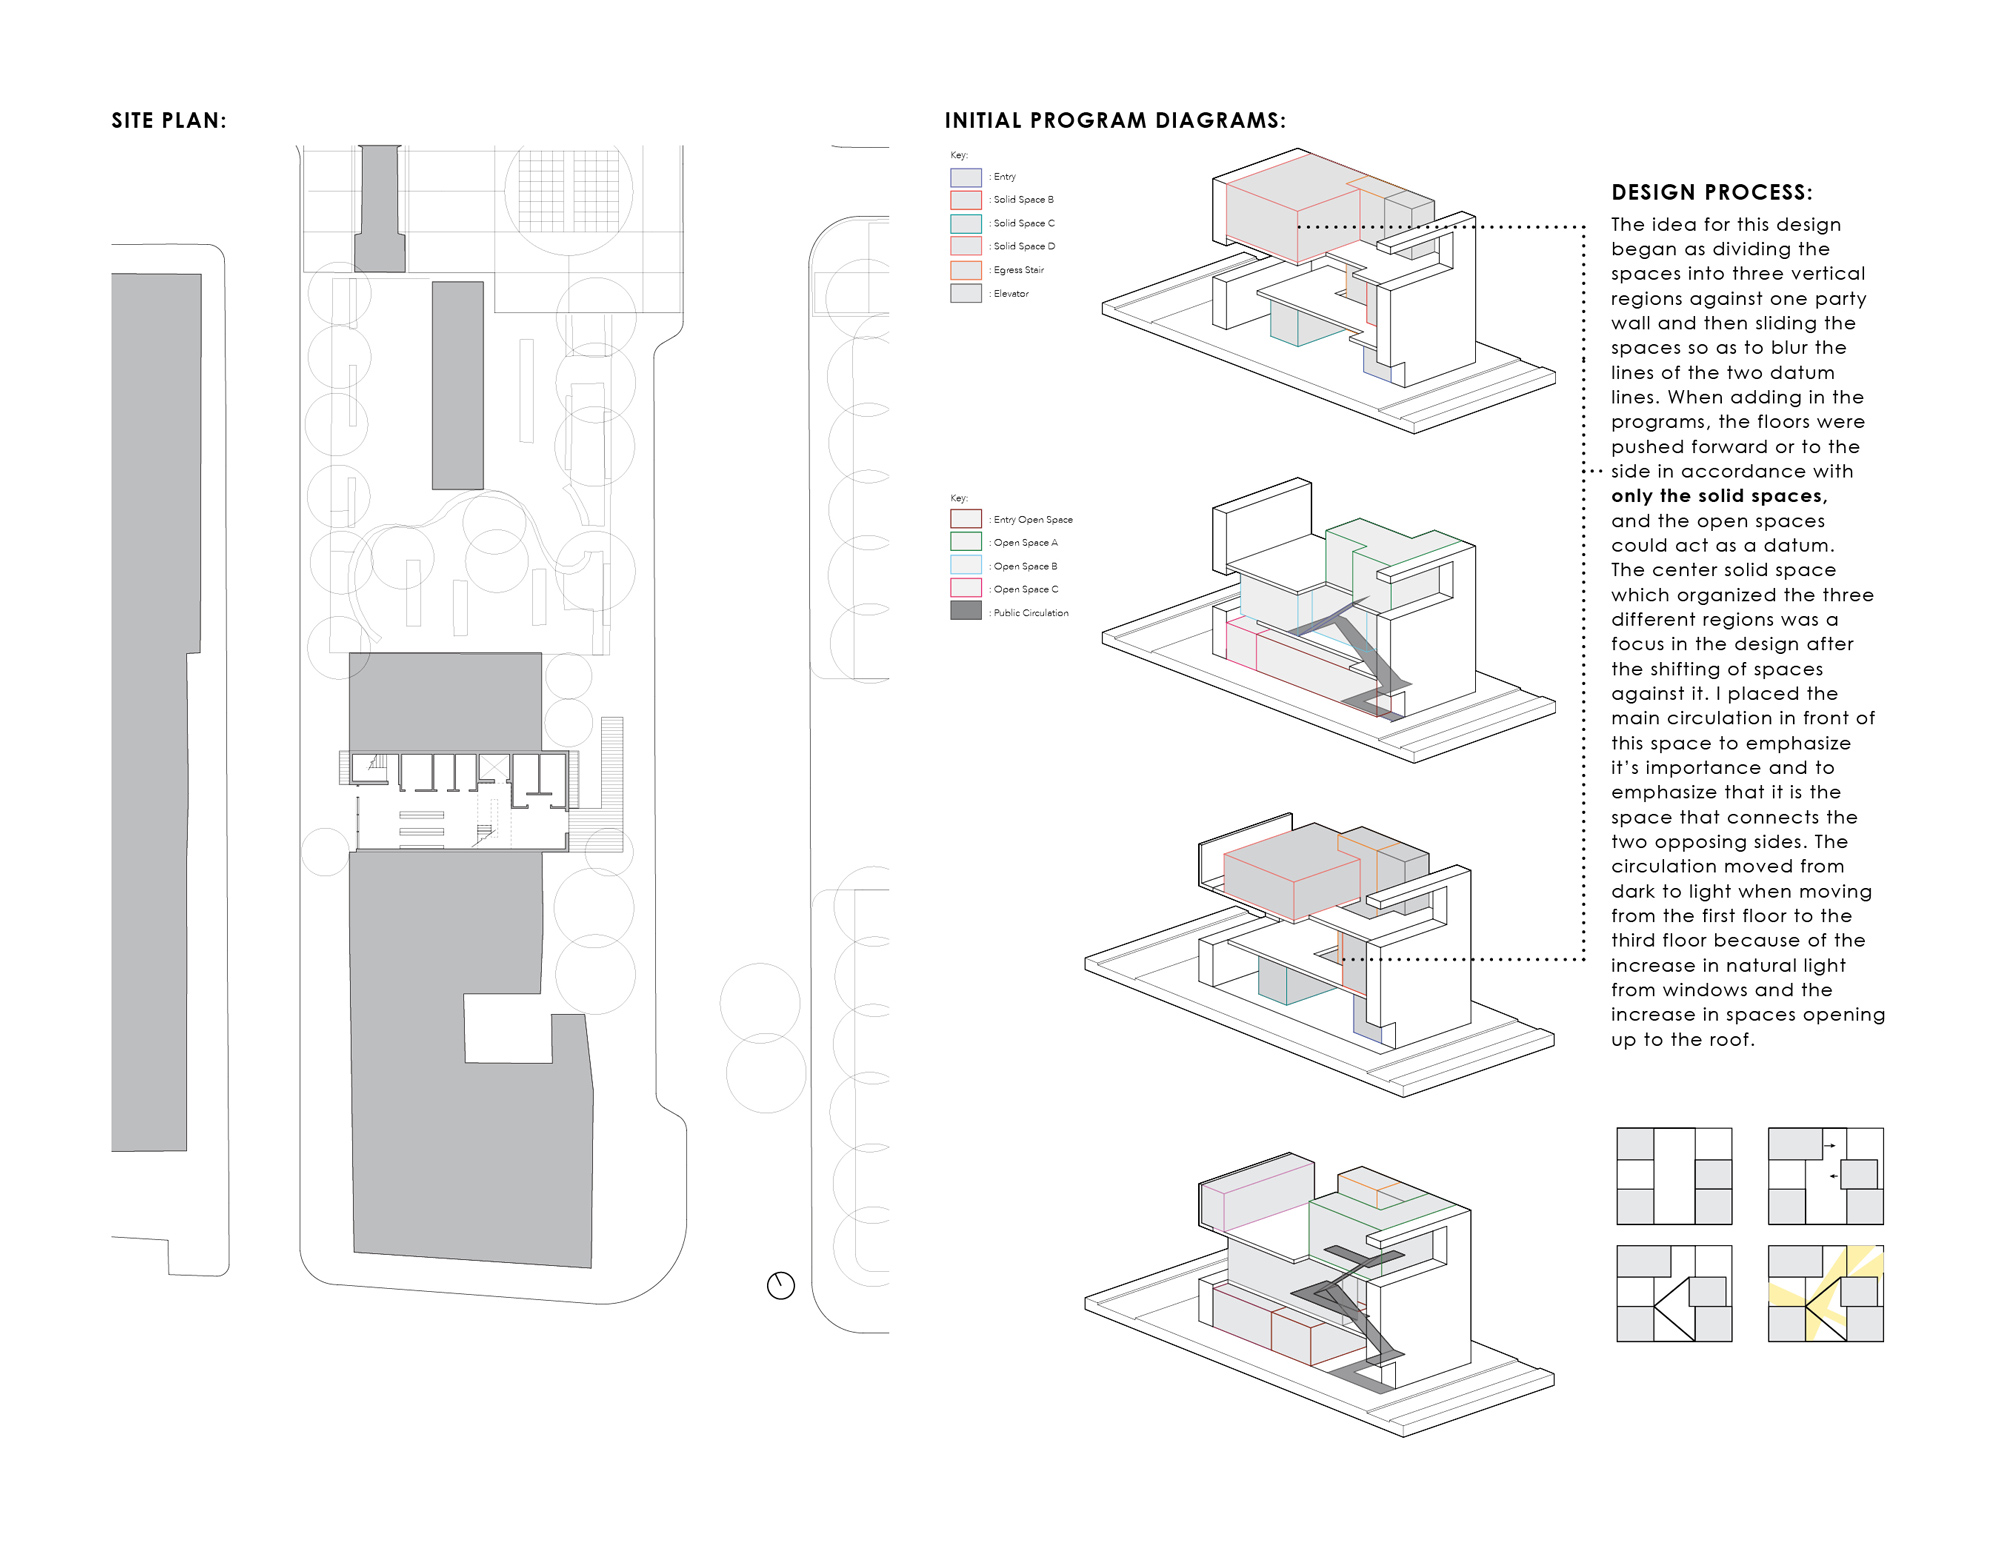 SITE PLAN:
INITIAL PROGRAM DIAGRAMS:
Key:
: Entry
: Solid Space B
: Solid Space C
: Solid Space D
: Egress Stair
: Elevator
Key:
: Entry Open Space
: Open Space A
: Open Space B
: Open Space C
: Public Circulation
DESIGN PROCESS:
The idea for this design
began as dividing the
spaces into three vertical
regions against one party
wall and then sliding the
spaces so as to blur the
lines of the two datum
lines. When adding in the
programs, the floors were
pushed forward or to the
side in accordance with
only the solid spaces,
and the open spaces
could act as a datum.
The center solid space
which organized the three
different regions was a
focus in the design after
the shifting of spaces
against it. I placed the
main circulation in front of
this space to emphasize
it's importance and to
emphasize that it is the
space that connects the
two opposing sides. The
circulation moved from
dark to light when moving
from the first floor to the
third floor because of the
increase in natural light
from windows and the
increase in spaces opening
up to the roof.